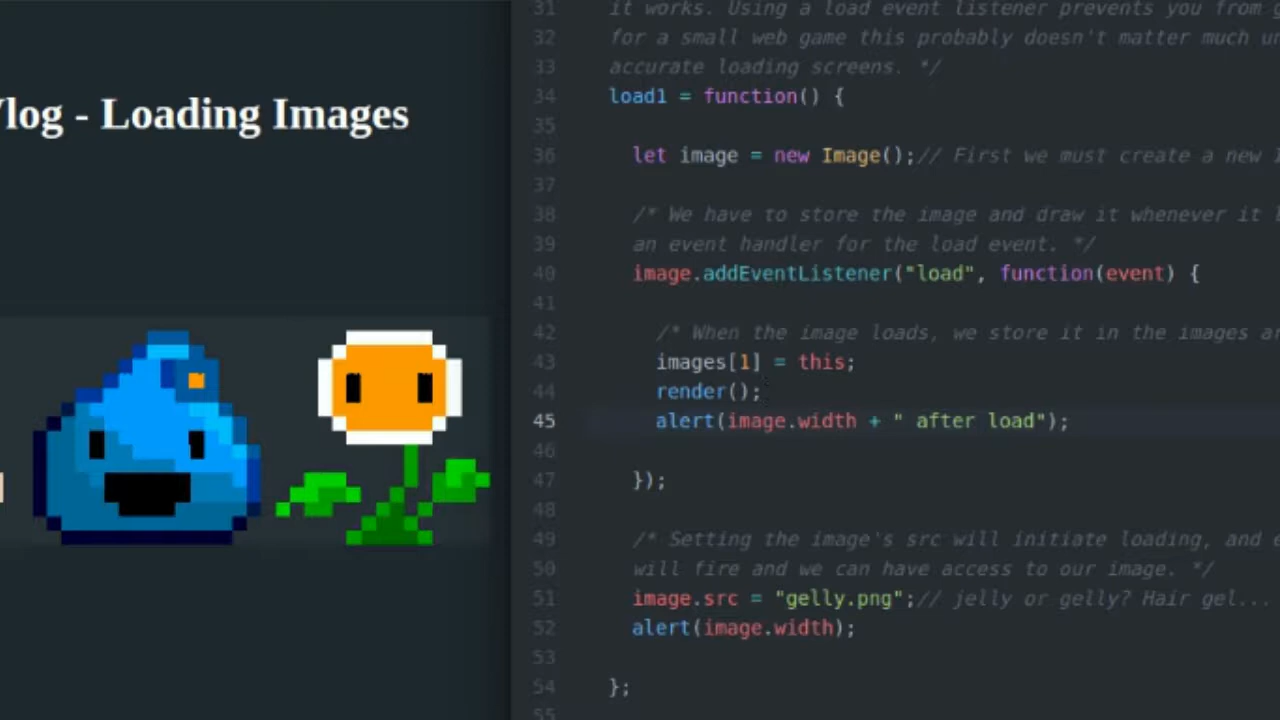 Vlog - Loading Images
31 it works. Using a load event listener prevents you from
32 for a small web game this probably doesn't matter much
33 accurate loading screens. */
34 load1 = function() {
35
36 let image = new Image();// First we must create a new
37
38 /* We have to store the image and draw it whenever it
39 an event handler for the load event. */
40 image.addEventListener("load", function(event) {
41
42 /* When the image loads, we store it in the images
43 images[1] = this;
44 render();
45 alert(image.width + " after load");
46
47 });
48
49 /* Setting the image's src will initiate loading, and
50 will fire and we can have access to our image. */
51 image.src = "gelly.png";// jelly or gelly? Hair gel...
52 alert(image.width);
53
54 };
55